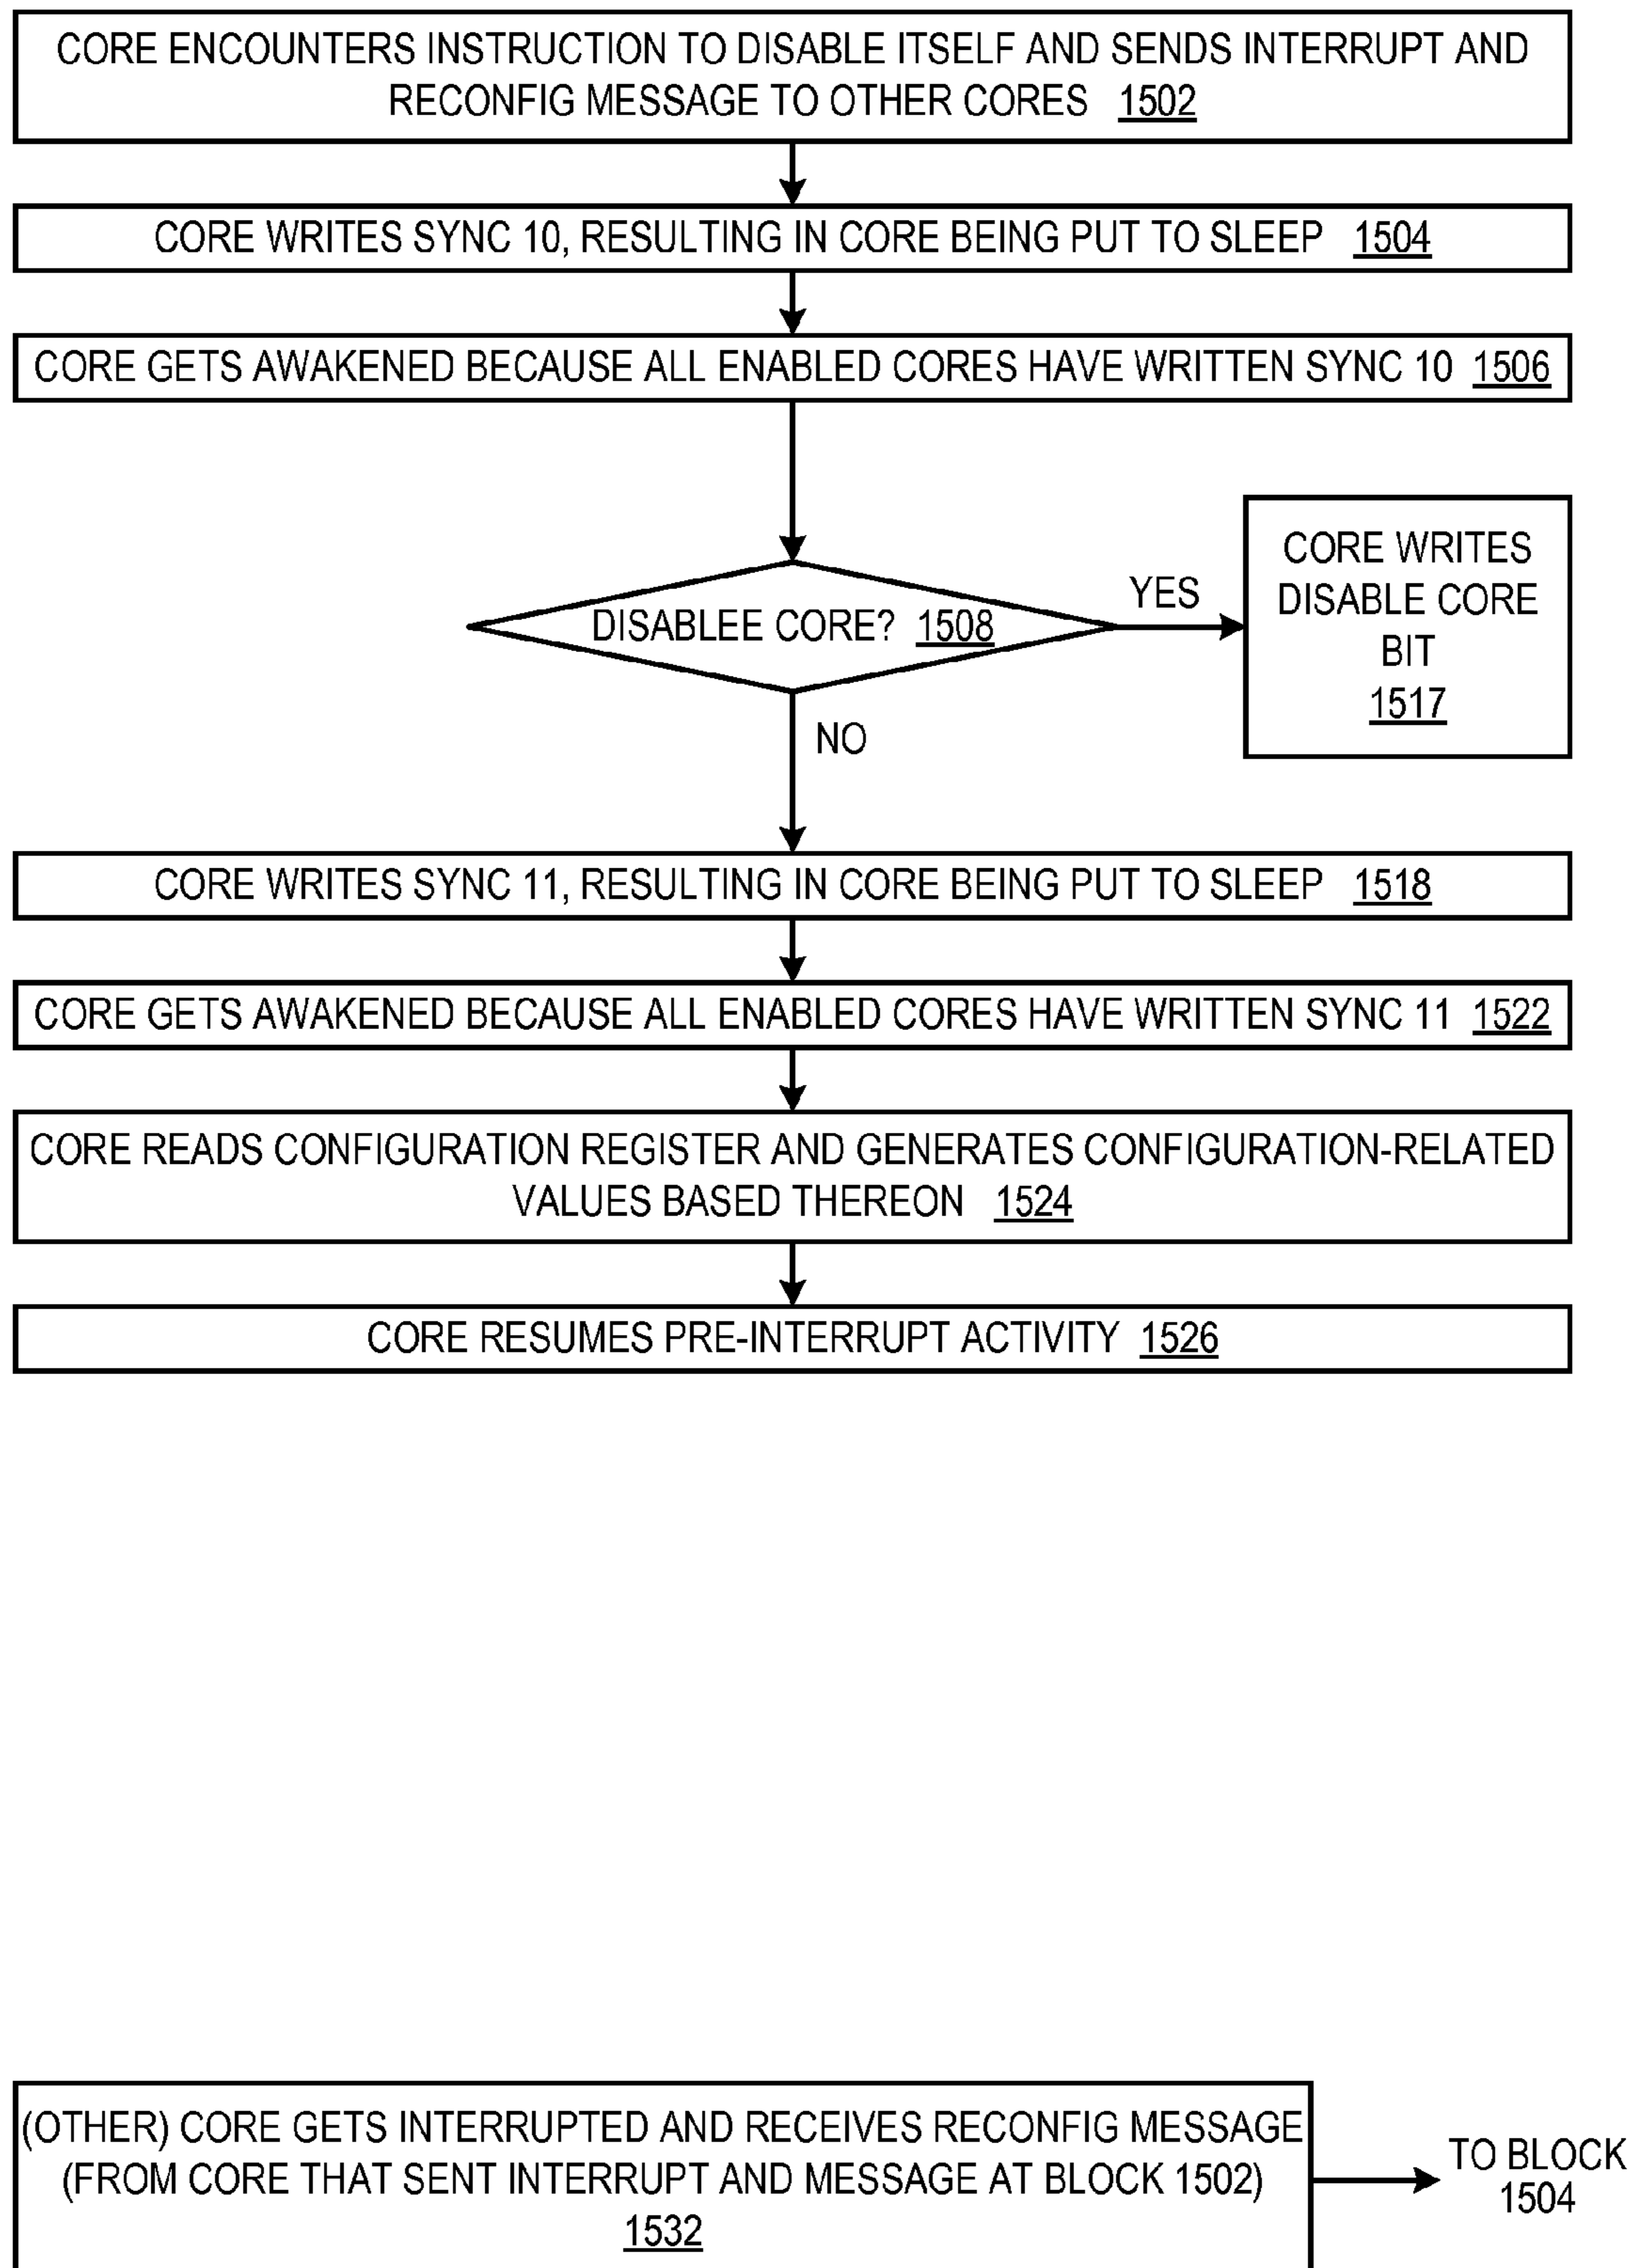 CORE ENCOUNTERS INSTRUCTION TO DISABLE ITSELF AND SENDS INTERRUPT AND
RECONFIG MESSAGE TO OTHER CORES 1502
CORE WRITES SYNC 10, RESULTING IN CORE BEING PUT TO SLEEP 1504
CORE GETS AWAKENED BECAUSE ALL ENABLED CORES HAVE WRITTEN SYNC 10 1506
DISABLEE CORE? 1508
YES
CORE WRITES
DISABLE CORE
BIT
1517
NO
CORE WRITES SYNC 11, RESULTING IN CORE BEING PUT TO SLEEP 1518
CORE GETS AWAKENED BECAUSE ALL ENABLED CORES HAVE WRITTEN SYNC 11 1522
CORE READS CONFIGURATION REGISTER AND GENERATES CONFIGURATION-RELATED
VALUES BASED THEREON 1524
CORE RESUMES PRE-INTERRUPT ACTIVITY 1526
(OTHER) CORE GETS INTERRUPTED AND RECEIVES RECONFIG MESSAGE
(FROM CORE THAT SENT INTERRUPT AND MESSAGE AT BLOCK 1502)
1532
TO BLOCK
1504